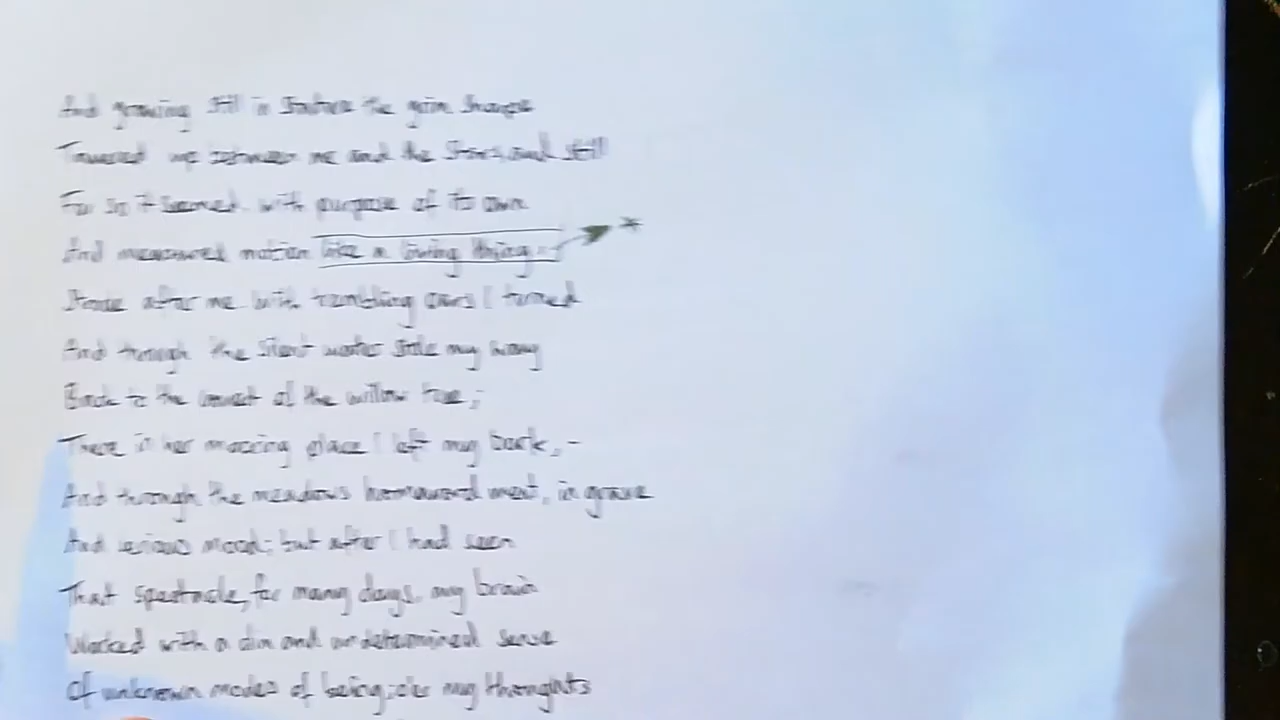 And growing still in Stature the grim Shape
Towered up between me and the Stars, and still
For so it seemed, with purpose of its own
And measured motion like a living thing, *
Strode after me. With trembling oars I turned
And through the Silent water stole my way
Back to the covert of the willow tree;
There in her mooring place I left my bark, -
And through the meadows homeward went, in grave
And serious mood; but after I had seen
That spectacle, for many days, my brain
Worked with a dim and undetermined sense
Of unknown modes of being; o'er my thoughts